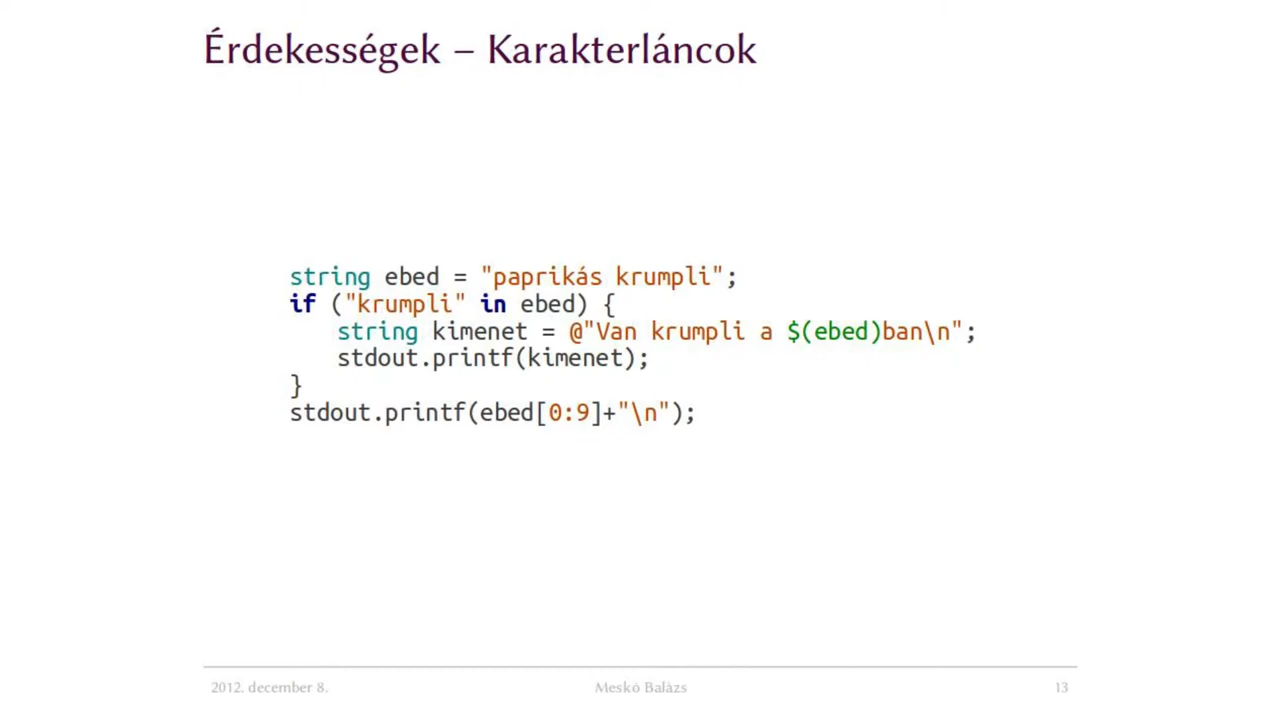 Érdekességek – Karakterláncok
string ebed = "paprikás krumpli";
if ("krumpli" in ebed) {
string kimenet = @"Van krumpli a $(ebed)ban\n";
stdout.printf(kimenet);
}
stdout.printf(ebed[0:9]+"\n");
2012. december 8.
Meskó Balázs
13